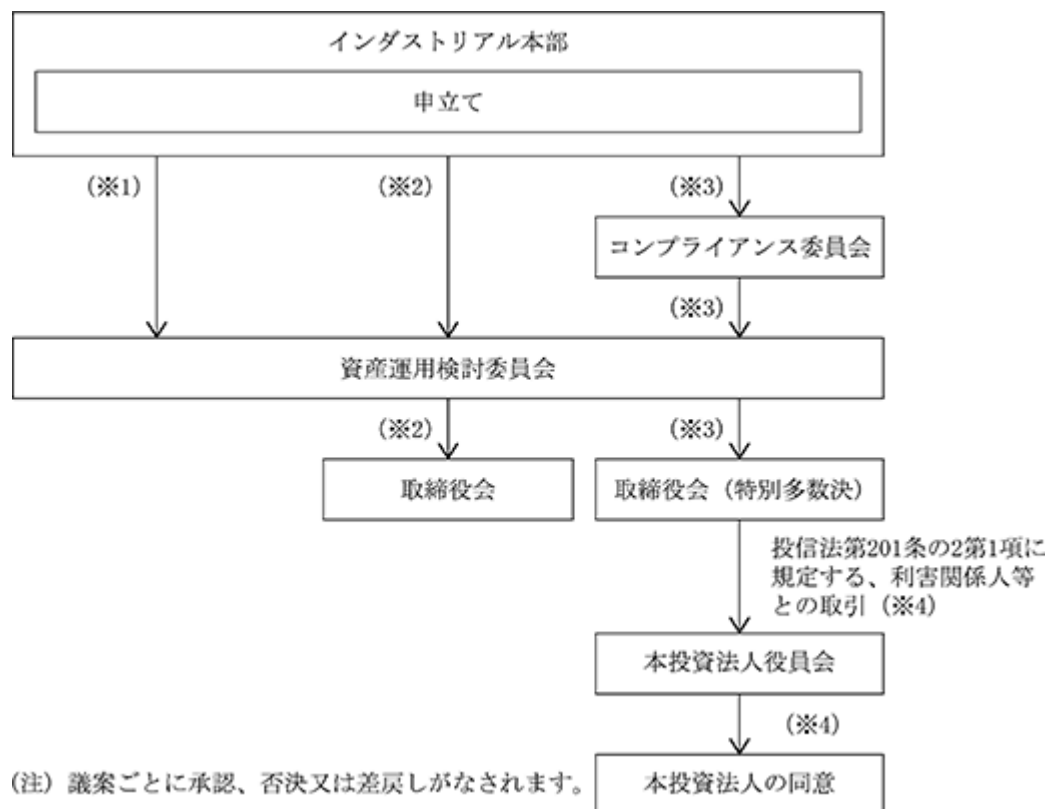 インダストリアル本部
申立て
(※1)
(※2)
(※3)
コンプライアンス委員会
(※3)
資産運用検討委員会
(※2)
(※3)
取締役会
取締役会（特別多数決）
投信法第201条の2第1項に
規定する、利害関係人等
との取引（※4）
本投資法人役員会
(※4)
(注）議案ごとに承認、否決又は差戻しがなされます。
本投資法人の同意